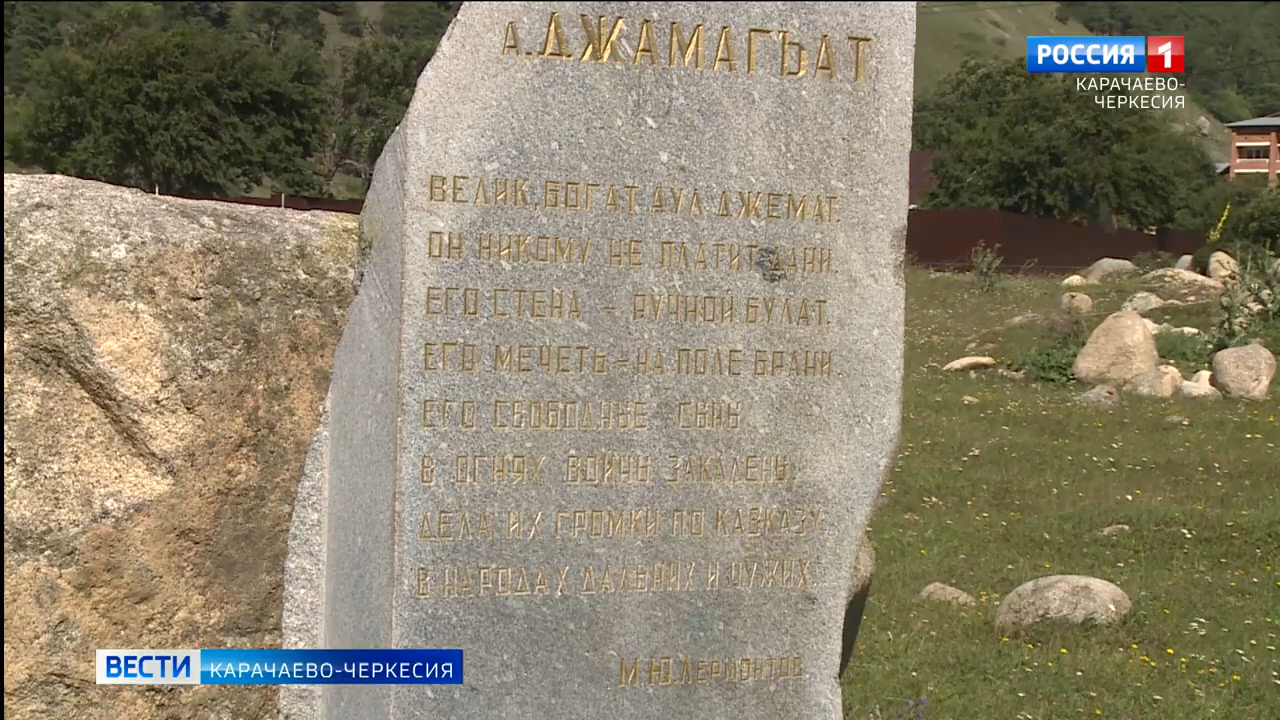 РОССИЯ 1
КАРАЧАЕВО-
ЧЕРКЕСИЯ
А. ДЖАМАГЪАТ
ВЕЛИК, БОГАТ АУЛ ДЖЕМАТ.
ОН НИКОМУ НЕ ПЛАТИТ ДАНИ.
ЕГО СТЕНА – РУЧНОЙ БУЛАТ.
ЕГО МЕЧЕТЬ – НА ПОЛЕ БРАНИ.
ЕГО СВОБОДНЫЕ СЫНЫ
В ОГНЯХ ВОЙНЫ ЗАКАЛЕНЫ.
ДЕЛА ИХ ГРОМКИ ПО КАВКАЗУ
В НАРОДАХ ДАЛЬНИХ И ЧУЖИХ.
М.Ю. ЛЕРМОНТОВ
ВЕСТИ КАРАЧАЕВО-ЧЕРКЕСИЯ